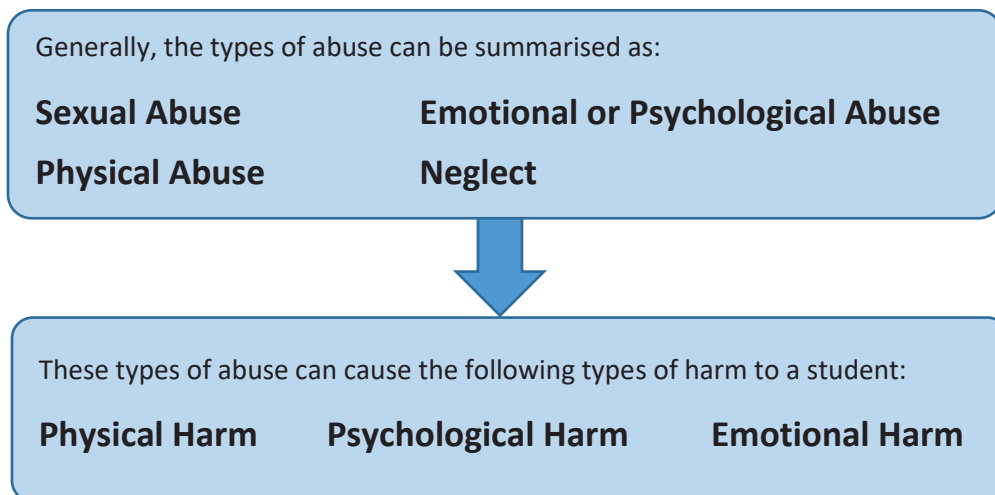 Generally, the types of abuse can be summarised as:
Sexual Abuse Emotional or Psychological Abuse
Physical Abuse Neglect
These types of abuse can cause the following types of harm to a student:
Physical Harm Psychological Harm Emotional Harm